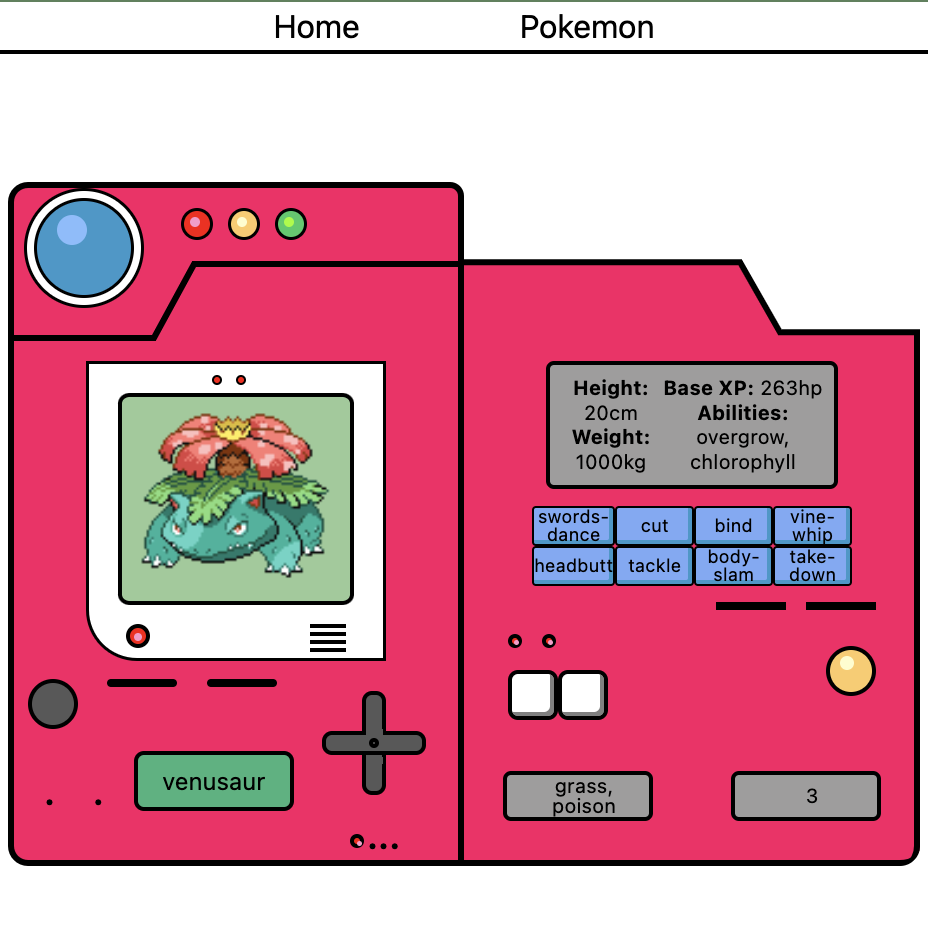 Home Pokemon
Height:
20cm
Weight:
1000kg
Base XP: 263hp
Abilities:
overgrow,
chlorophyll
swords-
dance
cut
bind
vine-
whip
headbutt
tackle
body-
slam
take-
down
venusaur
grass,
poison
3